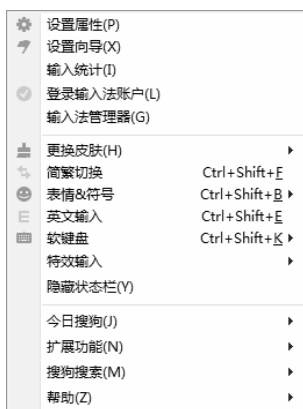 设置属性(P)
设置向导(X)
输入统计(I)
登录输入法账户(L)
输入法管理器(G)
更换皮肤(H)
简繁切换 Ctrl+Shift+F
表情&符号 Ctrl+Shift+B
英文输入 Ctrl+Shift+E
软键盘 Ctrl+Shift+K
特效输入
隐藏状态栏(Y)
今日搜狗(J)
扩展功能(N)
搜狗搜索(M)
帮助(Z)